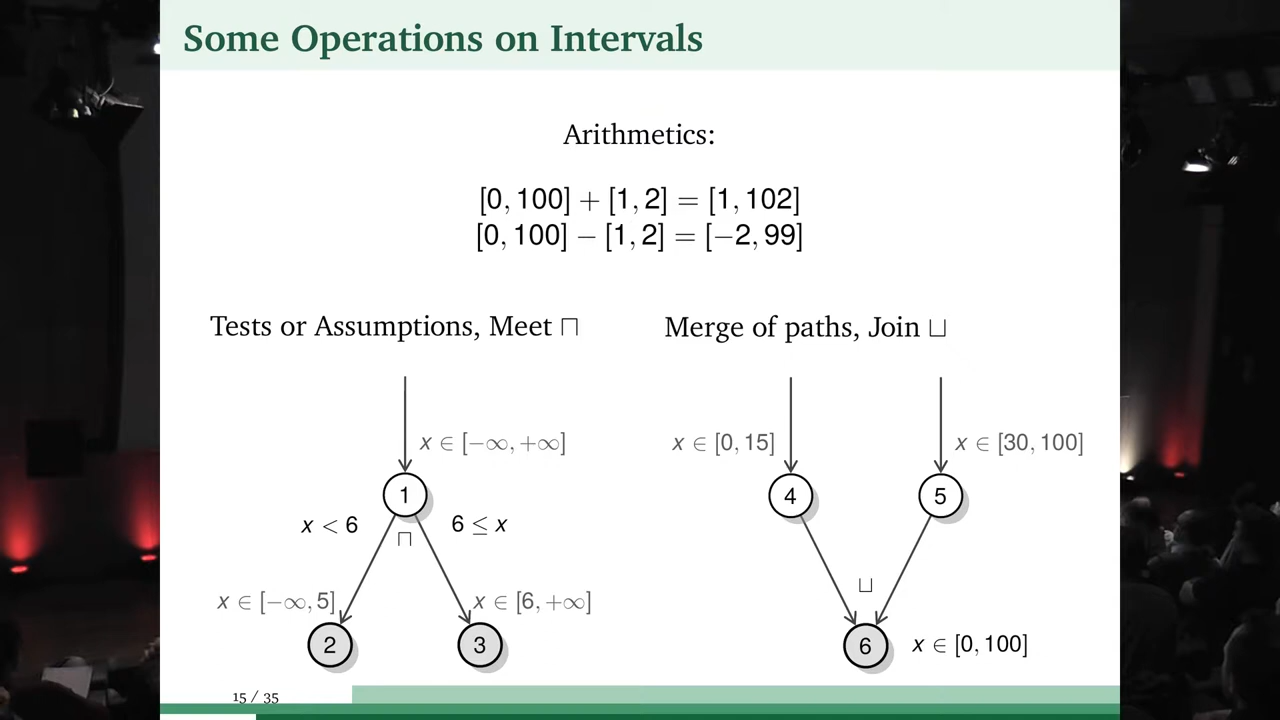 Some Operations on Intervals
Arithmetics:
[0, 100] + [1, 2] = [1, 102]
[0, 100] − [1, 2] = [−2, 99]
Tests or Assumptions, Meet ⊓
x ∈ [−∞, +∞]
1
x < 6
6 ≤ x
⊓
x ∈ [−∞, 5]
x ∈ [6, +∞]
2
3
Merge of paths, Join ⊔
x ∈ [0, 15]
x ∈ [30, 100]
4
5
⊔
6
x ∈ [0, 100]
15 / 35